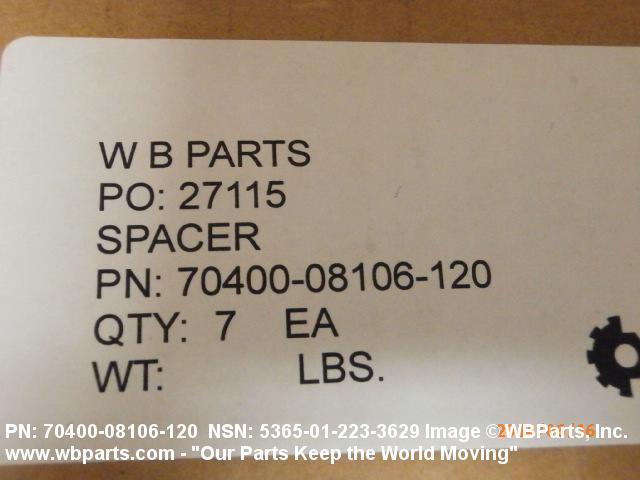 W B PARTS
PO: 27115
SPACER
PN: 70400-08106-120
QTY: 7 EA
WT: LBS.
PN: 70400-08106-120 NSN: 5365-01-223-3629 Image © WBParts, Inc.
www.wbparts.com - "Our Parts Keep the World Moving"